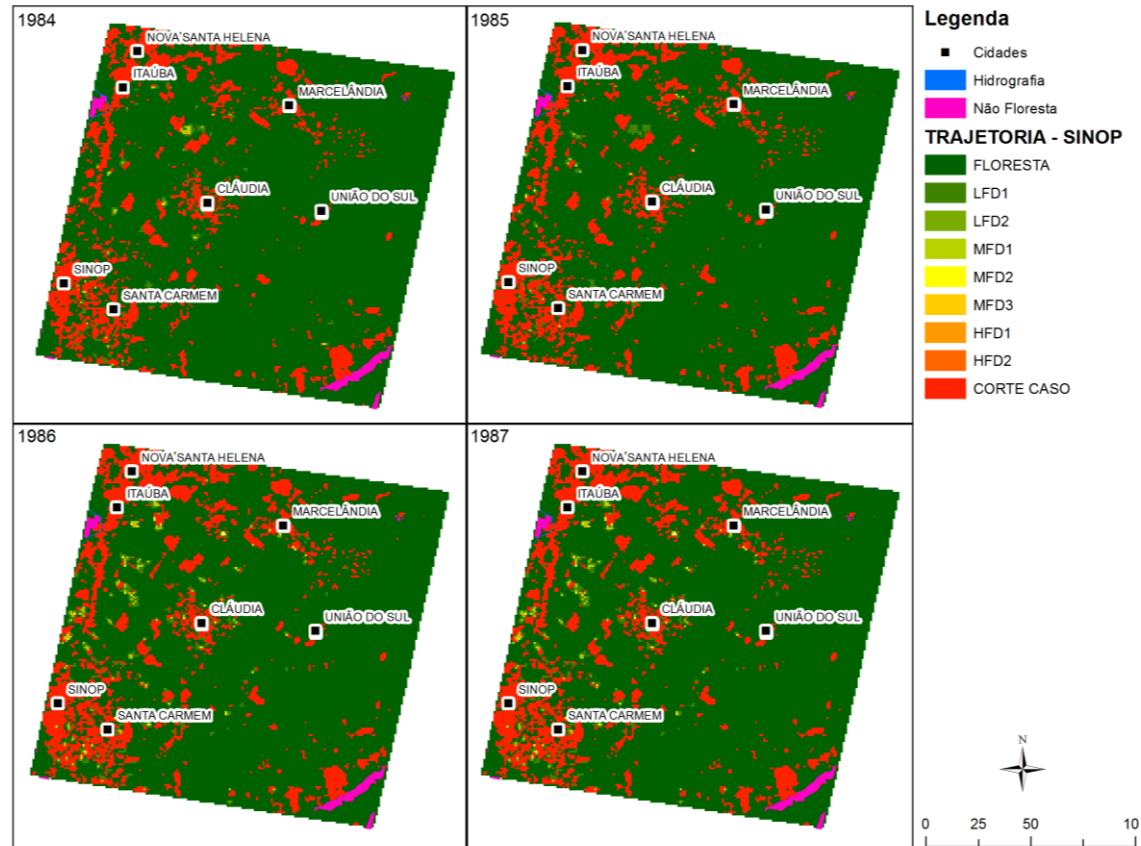 1984
NOVA SANTA HELENA
ITAÚBA
MARCELÂNDIA
CLÁUDIA
UNIÃO DO SUL
SINOP
SANTA CARMEM
1985
NOVA SANTA HELENA
ITAÚBA
MARCELÂNDIA
CLÁUDIA
UNIÃO DO SUL
SINOP
SANTA CARMEM
1986
NOVA SANTA HELENA
ITAÚBA
MARCELÂNDIA
CLÁUDIA
UNIÃO DO SUL
SINOP
SANTA CARMEM
1987
NOVA SANTA HELENA
ITAÚBA
MARCELÂNDIA
CLÁUDIA
UNIÃO DO SUL
SINOP
SANTA CARMEM
Legenda
Cidades
Hidrografia
Não Floresta
TRAJETORIA - SINOP
FLORESTA
LFD1
LFD2
MFD1
MFD2
MFD3
HFD1
HFD2
CORTE CASO
N
0 25 50 10